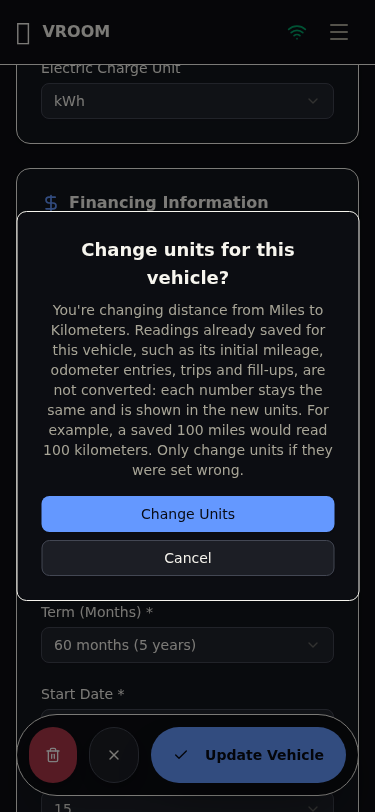 VROOM
Electric Charge Unit
kWh
Financing Information
Change units for this
vehicle?
You're changing distance from Miles to
Kilometers. Readings already saved for
this vehicle, such as its initial mileage,
odometer entries, trips and fill-ups, are
not converted: each number stays the
same and is shown in the new units. For
example, a saved 100 miles would read
100 kilometers. Only change units if they
were set wrong.
Change Units
Cancel
Term (Months) *
60 months (5 years)
Start Date *
Update Vehicle
15